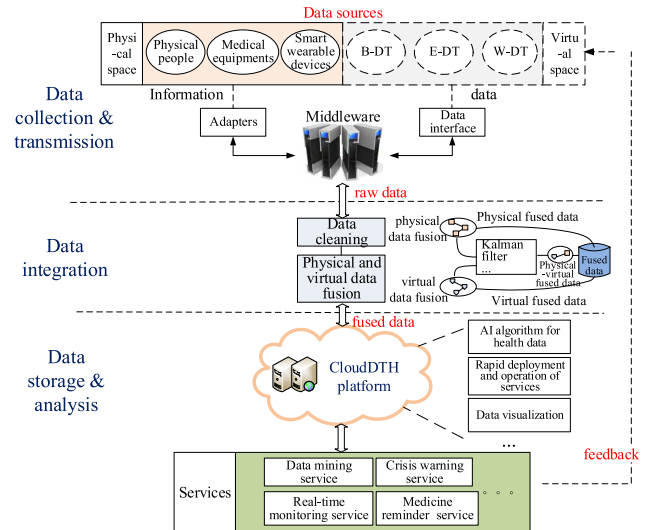 Data sources
Physi-
-cal
space
Physical
people
Medical
equipments
Smart
wearable
devices
B-DT
E-DT
W-DT
Virtu-
-al
space
Information
data
Data
collection &
transmission
Adapters
Middleware
Data
interface
raw data
Data
integration
Data
cleaning
Physical and
virtual data
fusion
physical
data fusion
Physical fused data
Kalman
filter
...
Physical
-virtual
fused data
Fused
data
virtual
data fusion
Virtual fused data
fused data
Data
storage &
analysis
CloudDTH
platform
AI algorithm for
health data
Rapid deployment
and operation of
services
Data visualization
...
feedback
Services
Data mining
service
Crisis warning
service
Real-time
monitoring service
Medicine
reminder service